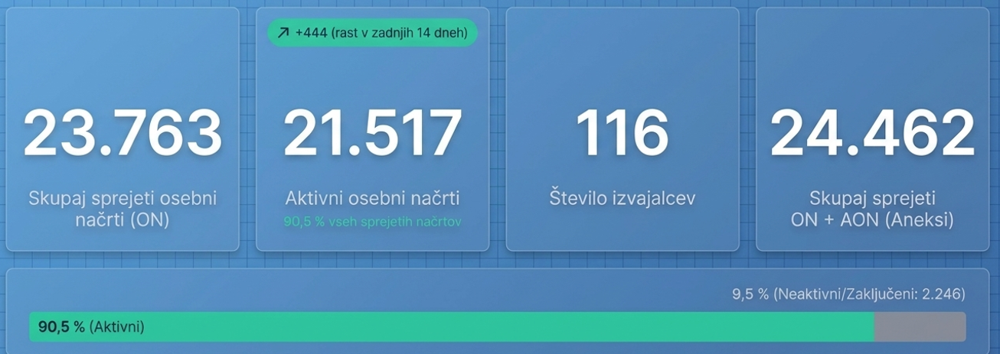 +444 (rast v zadnjih 14 dneh)
23.763
Skupaj sprejeti osebni
načrti (ON)
21.517
Aktivni osebni načrti
90,5 % vseh sprejetih načrtov
116
Število izvajalcev
24.462
Skupaj sprejeti
ON + AON (Aneksi)
9,5 % (Neaktivni/Zaključeni: 2.246)
90,5 % (Aktivni)